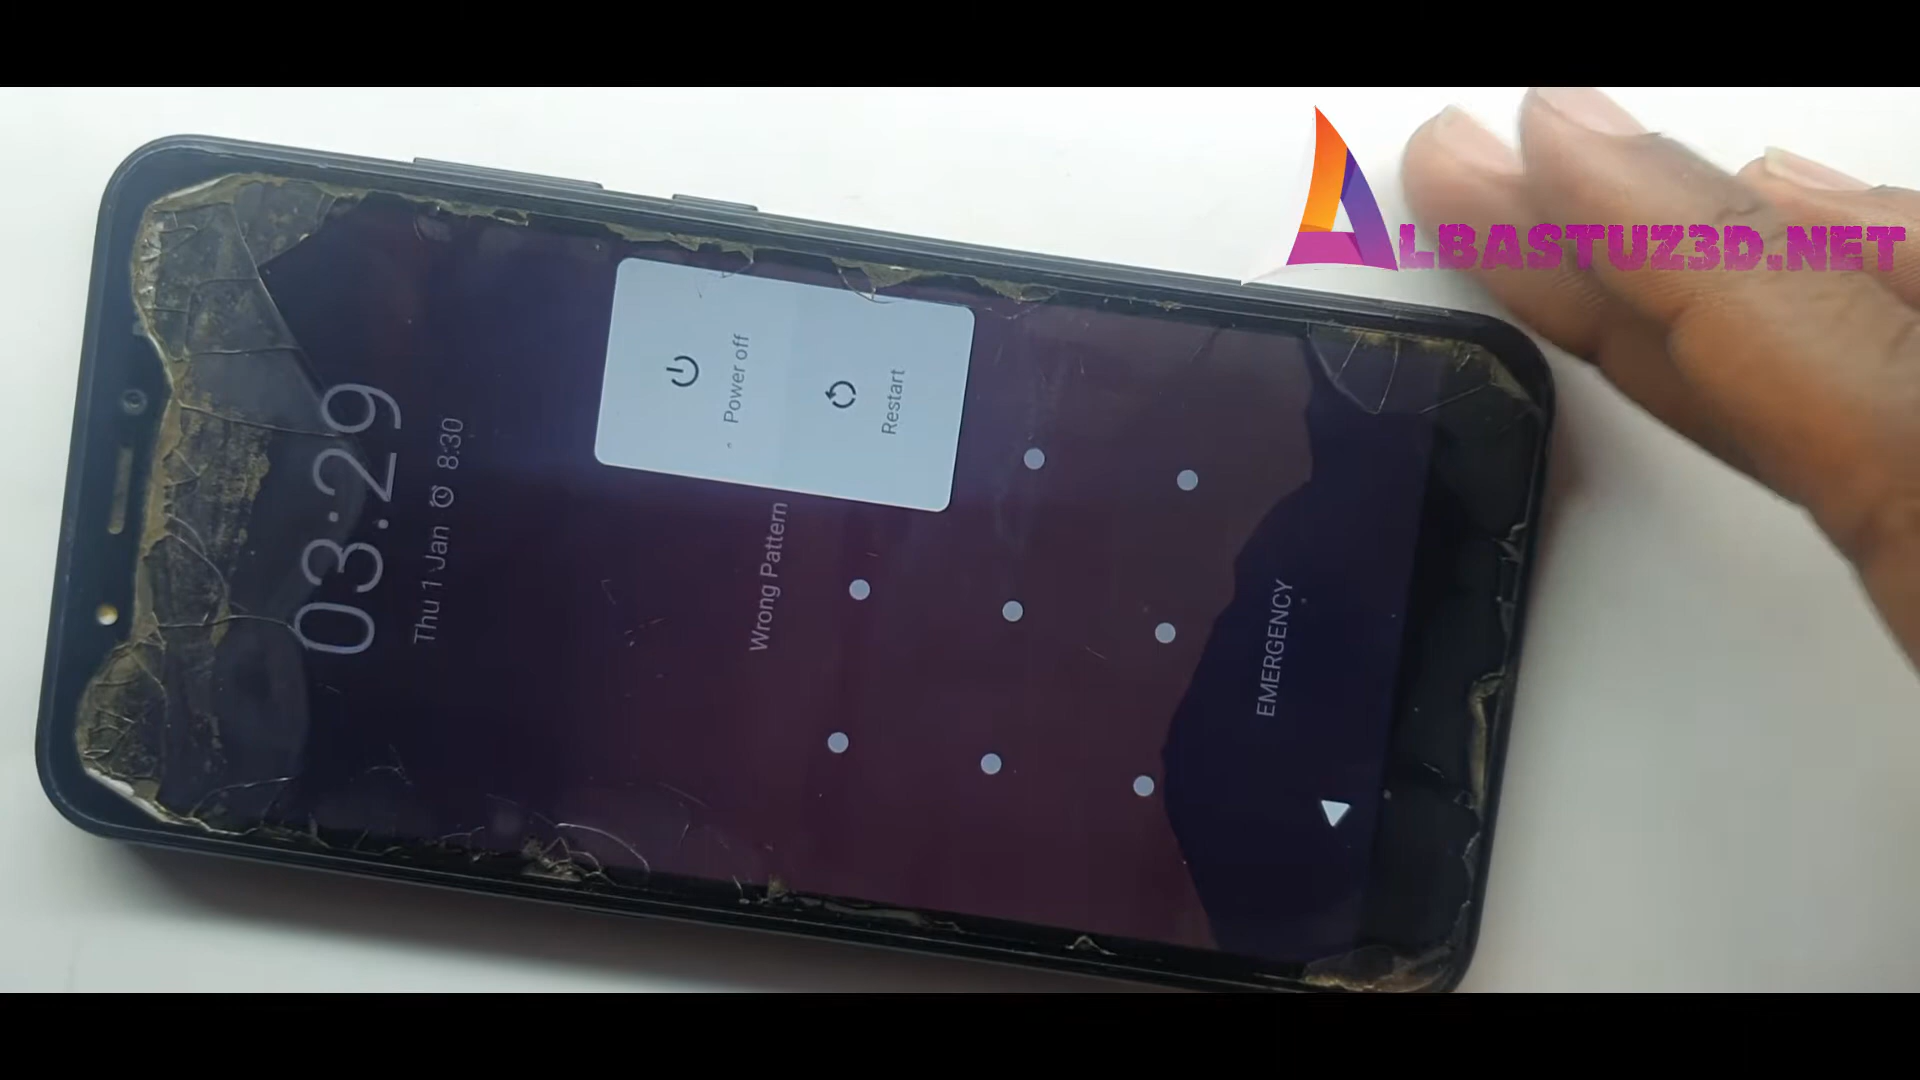 ALBASTUZ3D.NET
03:29
Thu 1 Jan 8:30
Power off
Restart
Wrong Pattern
EMERGENCY